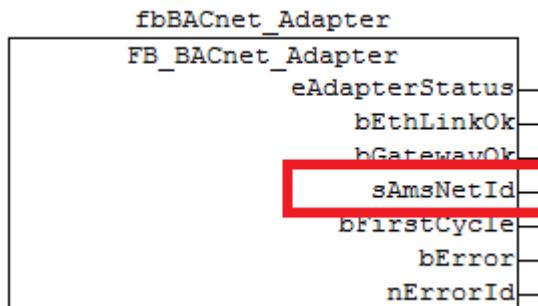 fbBACnet_Adapter
FB_BACnet_Adapter
eAdapterStatus
bEthLinkOk
bGatewayOk
sAmsNetId
bFirstCycle
bError
nErrorId